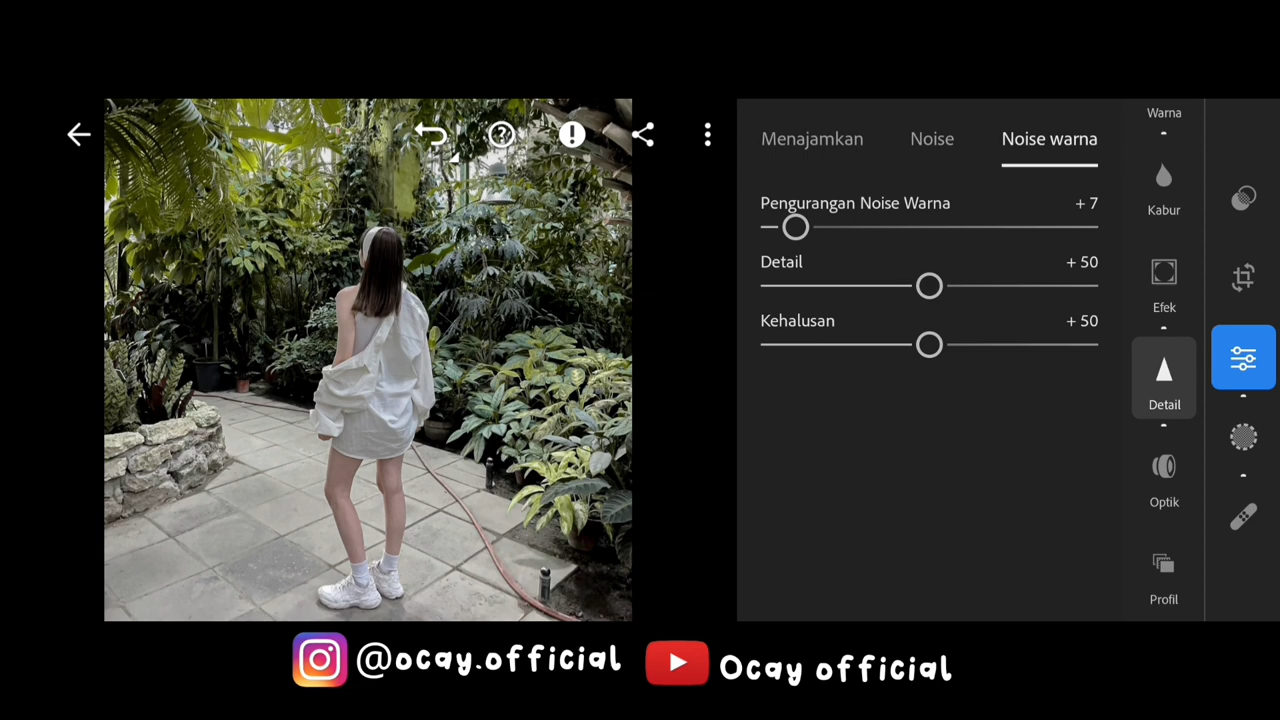 Menajamkan
Noise
Noise warna
Pengurangan Noise Warna
+ 7
Detail
+ 50
Kehalusan
+ 50
Warna
Kabur
Efek
Detail
Optik
Profil
@ocay.official
Ocay official